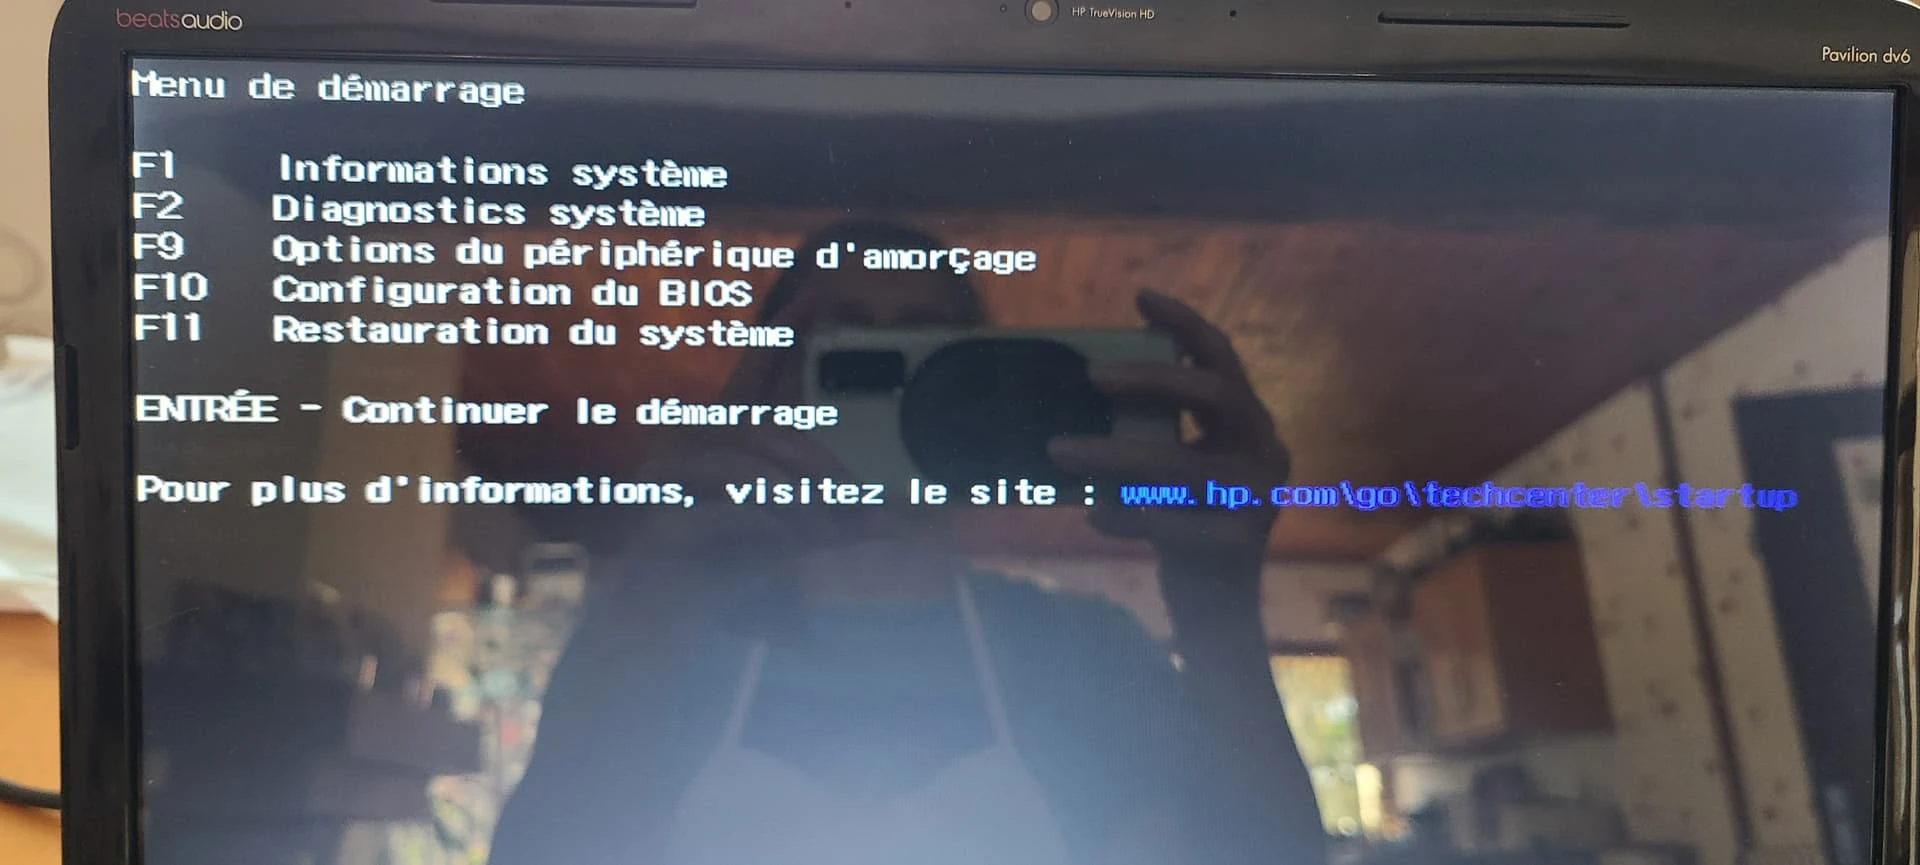 beatsaudio
HP TrueVision HD
Pavilion dv6
Menu de démarrage
F1 Informations système
F2 Diagnostics système
F9 Options du périphérique d'amorçage
F10 Configuration du BIOS
F11 Restauration du système
ENTRÉE - Continuer le démarrage
Pour plus d'informations, visitez le site : www.hp.com\go\techcenter\startup